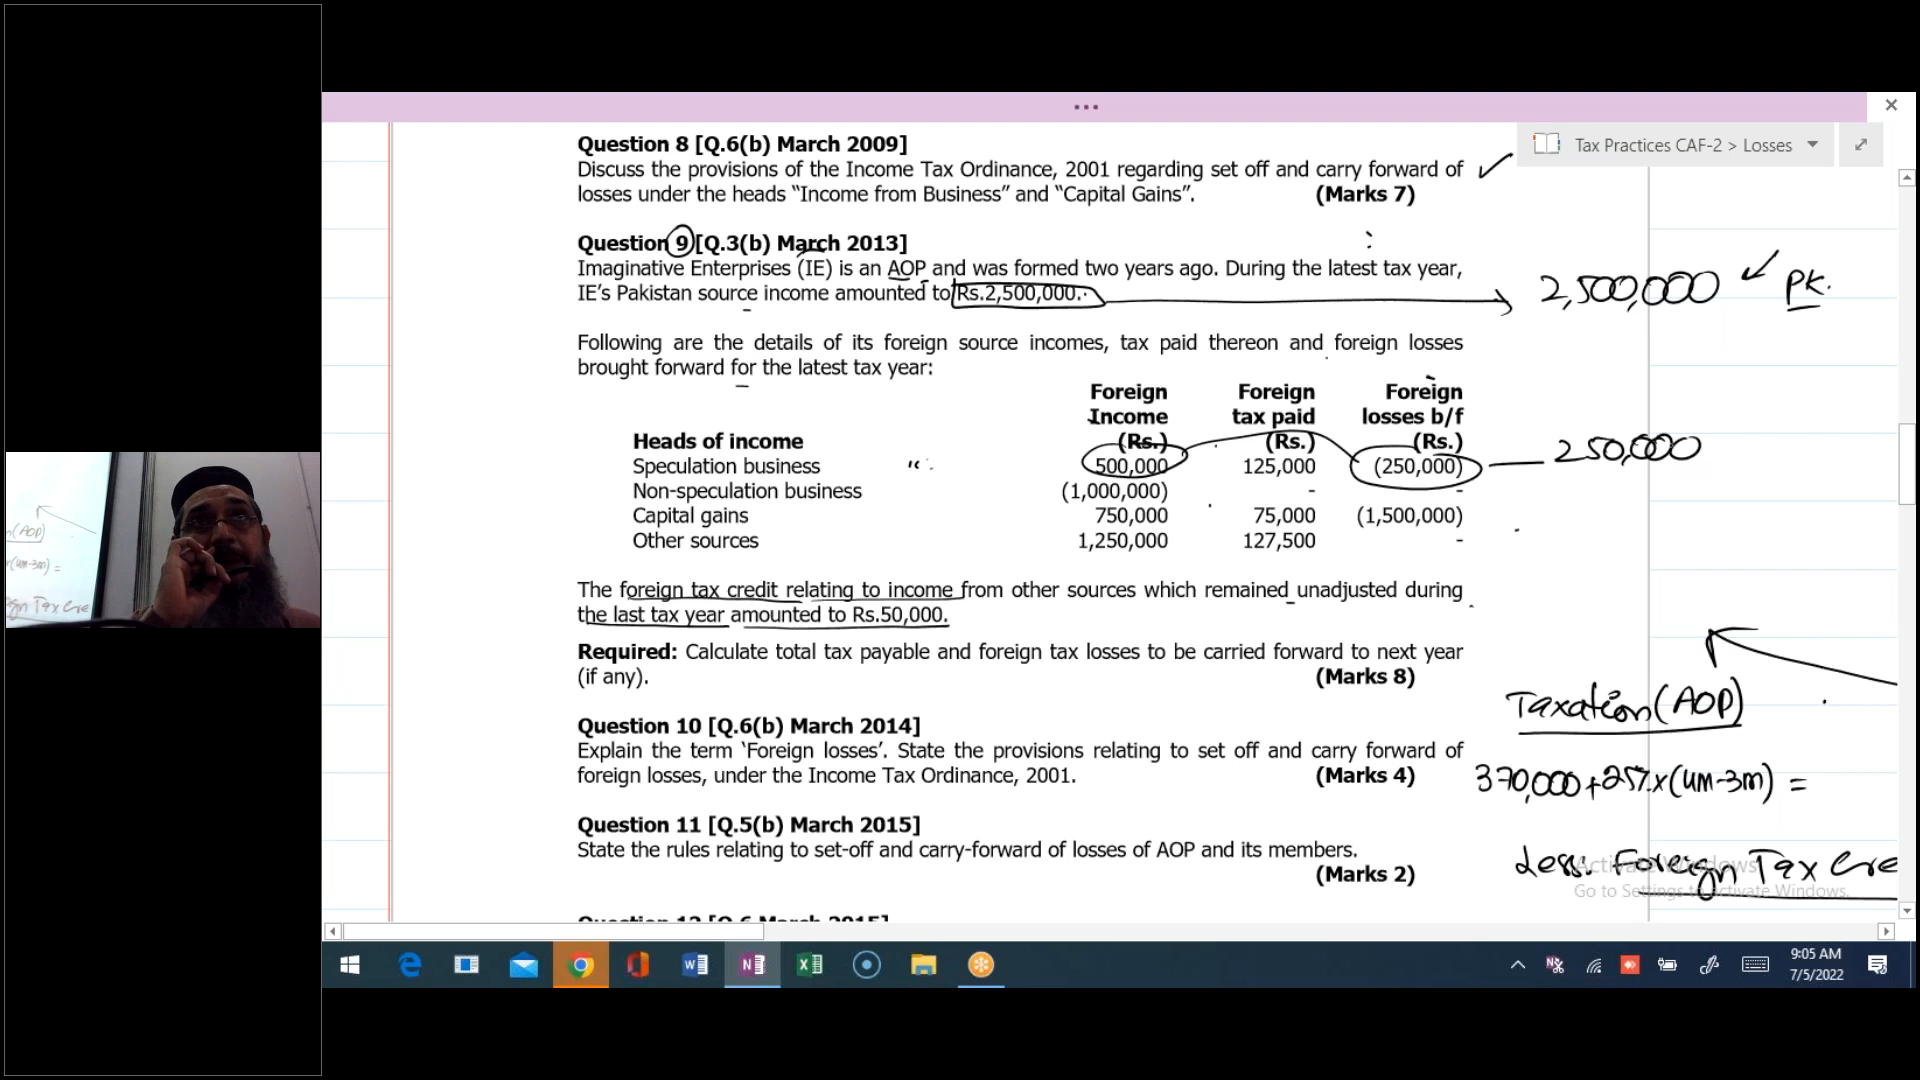 Tax Practices CAF-2 > Losses
Question 8 [Q.6(b) March 2009]
Discuss the provisions of the Income Tax Ordinance, 2001 regarding set off and carry forward of
losses under the heads “Income from Business” and “Capital Gains”. (Marks 7)
Question 9 [Q.3(b) March 2013]
Imaginative Enterprises (IE) is an AOP and was formed two years ago. During the latest tax year,
IE’s Pakistan source income amounted to Rs.2,500,000.
2,500,000 PK.
Following are the details of its foreign source incomes, tax paid thereon and foreign losses
brought forward for the latest tax year:
Foreign Foreign Foreign
Income tax paid losses b/f
Heads of income (Rs.) (Rs.) (Rs.)
Speculation business 500,000 125,000 (250,000) 250,000
Non-speculation business (1,000,000) - -
Capital gains 750,000 75,000 (1,500,000)
Other sources 1,250,000 127,500 -
The foreign tax credit relating to income from other sources which remained unadjusted during
the last tax year amounted to Rs.50,000.
Required: Calculate total tax payable and foreign tax losses to be carried forward to next year
(if any). (Marks 8)
Taxation (AOP)
Question 10 [Q.6(b) March 2014]
Explain the term ‘Foreign losses’. State the provisions relating to set off and carry forward of
foreign losses, under the Income Tax Ordinance, 2001. (Marks 4)
370,000+25%x(4m-3m) =
Question 11 [Q.5(b) March 2015]
State the rules relating to set-off and carry-forward of losses of AOP and its members.
(Marks 2)
Less: Foreign Tax Cre
Activate Windows
Go to Settings to activate Windows.
Question 12 [Q.6 March 2015]
9:05 AM
7/5/2022